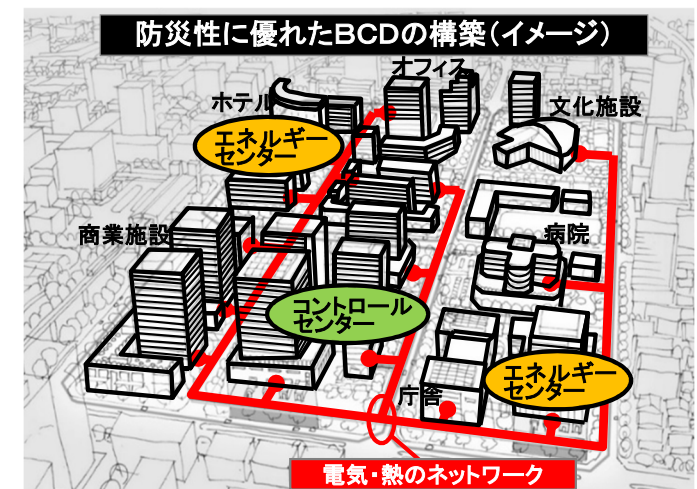 防災性に優れたBCDの構築(イメージ)
オフィス
ホテル
文化施設
エネルギー
センター
商業施設
病院
コントロール
センター
庁舎
エネルギー
センター
電気・熱のネットワーク